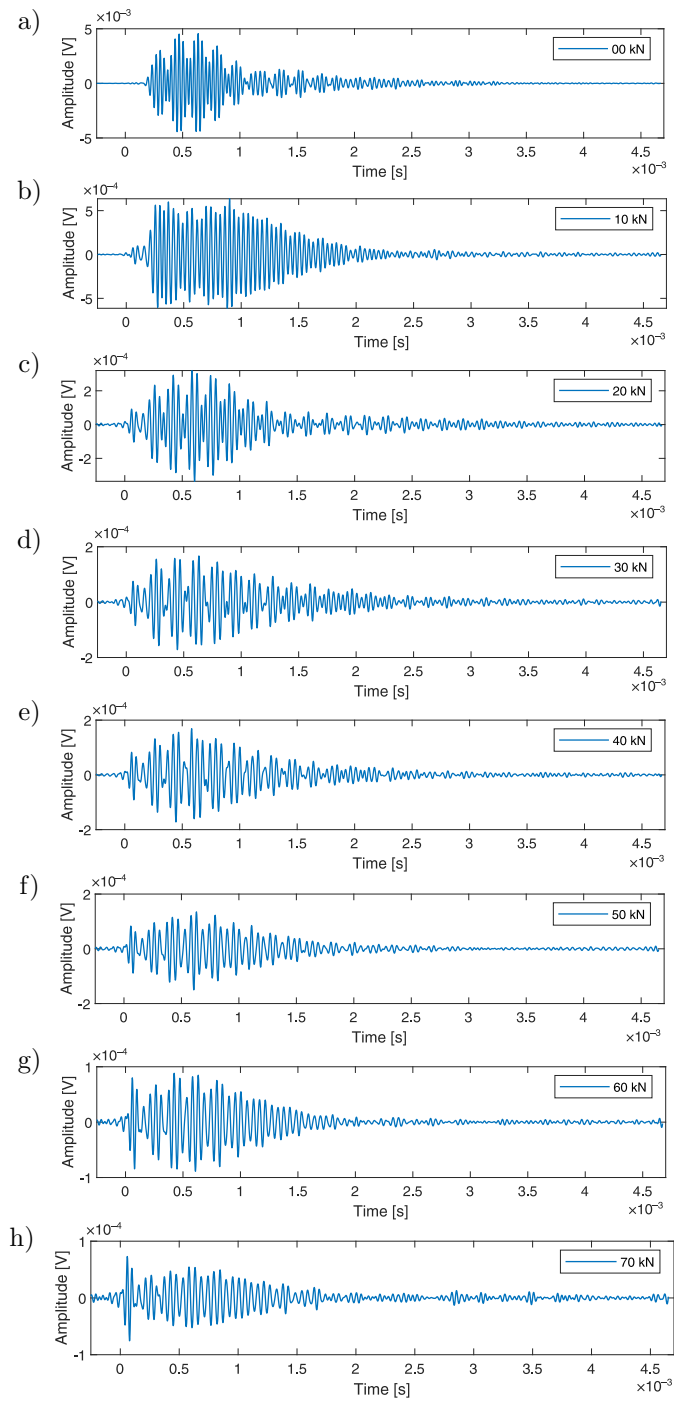 a)
×10⁻³
Amplitude [V]
5
0
-5
00 kN
0 0.5 1 1.5 2 2.5 3 3.5 4 4.5
Time [s]
×10⁻³
b)
×10⁻⁴
Amplitude [V]
5
0
-5
10 kN
0 0.5 1 1.5 2 2.5 3 3.5 4 4.5
Time [s]
×10⁻³
c)
×10⁻⁴
Amplitude [V]
2
0
-2
20 kN
0 0.5 1 1.5 2 2.5 3 3.5 4 4.5
Time [s]
×10⁻³
d)
×10⁻⁴
Amplitude [V]
2
0
-2
30 kN
0 0.5 1 1.5 2 2.5 3 3.5 4 4.5
Time [s]
×10⁻³
e)
×10⁻⁴
Amplitude [V]
2
0
-2
40 kN
0 0.5 1 1.5 2 2.5 3 3.5 4 4.5
Time [s]
×10⁻³
f)
×10⁻⁴
Amplitude [V]
2
0
-2
50 kN
0 0.5 1 1.5 2 2.5 3 3.5 4 4.5
Time [s]
×10⁻³
g)
×10⁻⁴
Amplitude [V]
1
0
-1
60 kN
0 0.5 1 1.5 2 2.5 3 3.5 4 4.5
Time [s]
×10⁻³
h)
×10⁻⁴
Amplitude [V]
1
0
-1
70 kN
0 0.5 1 1.5 2 2.5 3 3.5 4 4.5
Time [s]
×10⁻³